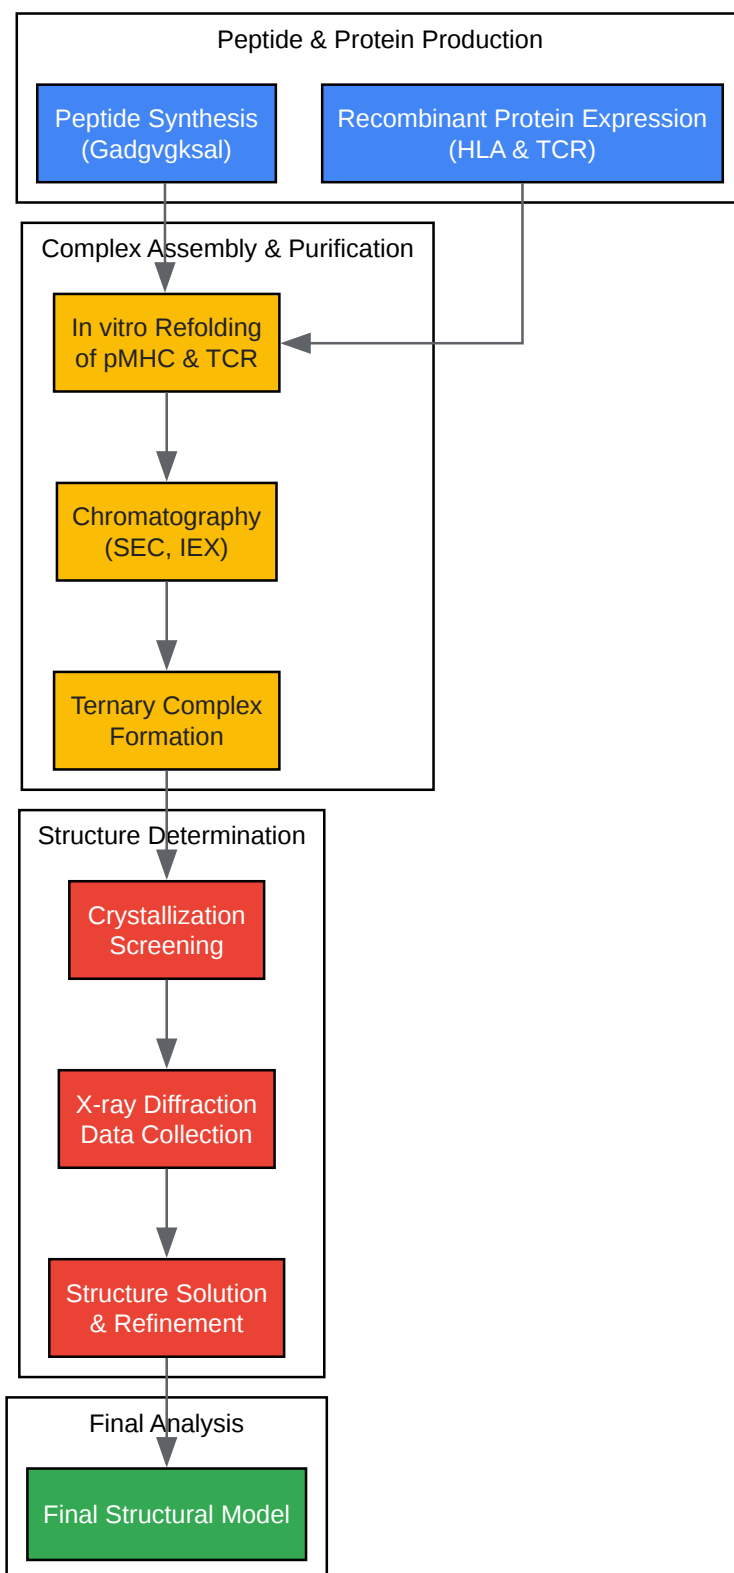 Peptide & Protein Production
Peptide Synthesis
(Gadgvgksal)
Recombinant Protein Expression
(HLA & TCR)
Complex Assembly & Purification
In vitro Refolding
of pMHC & TCR
Chromatography
(SEC, IEX)
Ternary Complex
Formation
Structure Determination
Crystallization
Screening
X-ray Diffraction
Data Collection
Structure Solution
& Refinement
Final Analysis
Final Structural Model